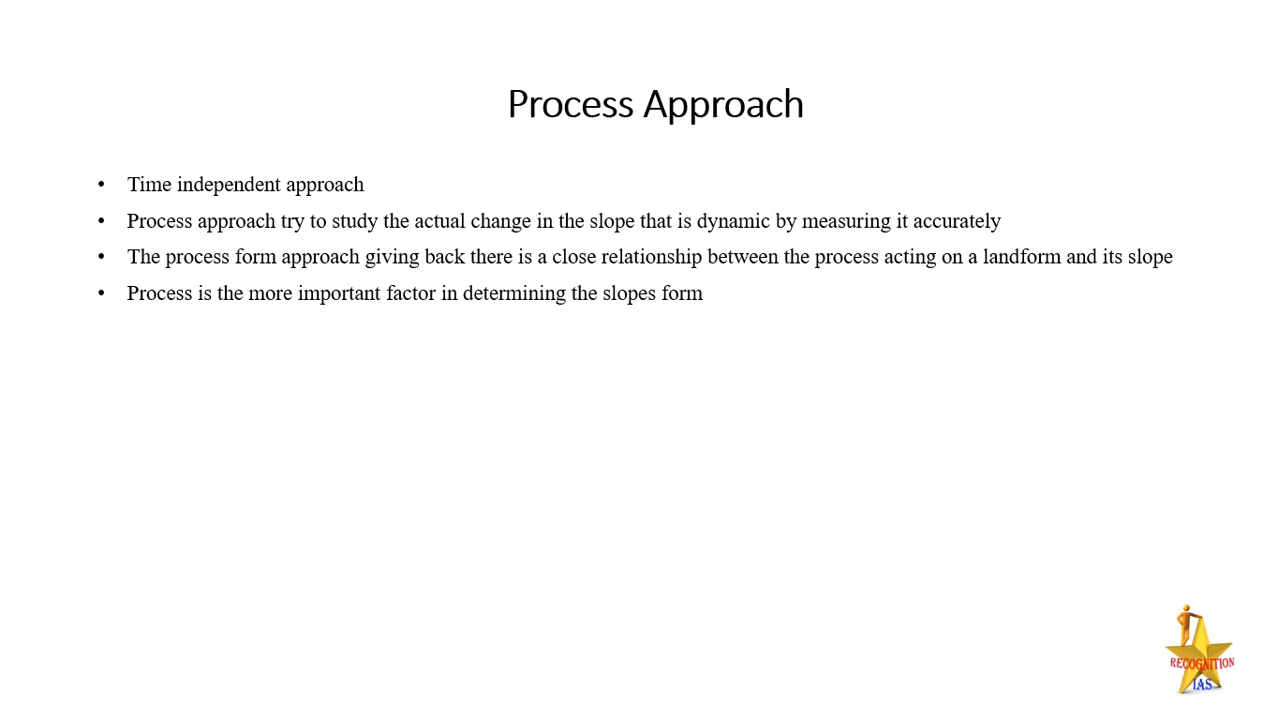 Process Approach
• Time independent approach
• Process approach try to study the actual change in the slope that is dynamic by measuring it accurately
• The process form approach giving back there is a close relationship between the process acting on a landform and its slope
• Process is the more important factor in determining the slopes form
RECOGNITION
IAS